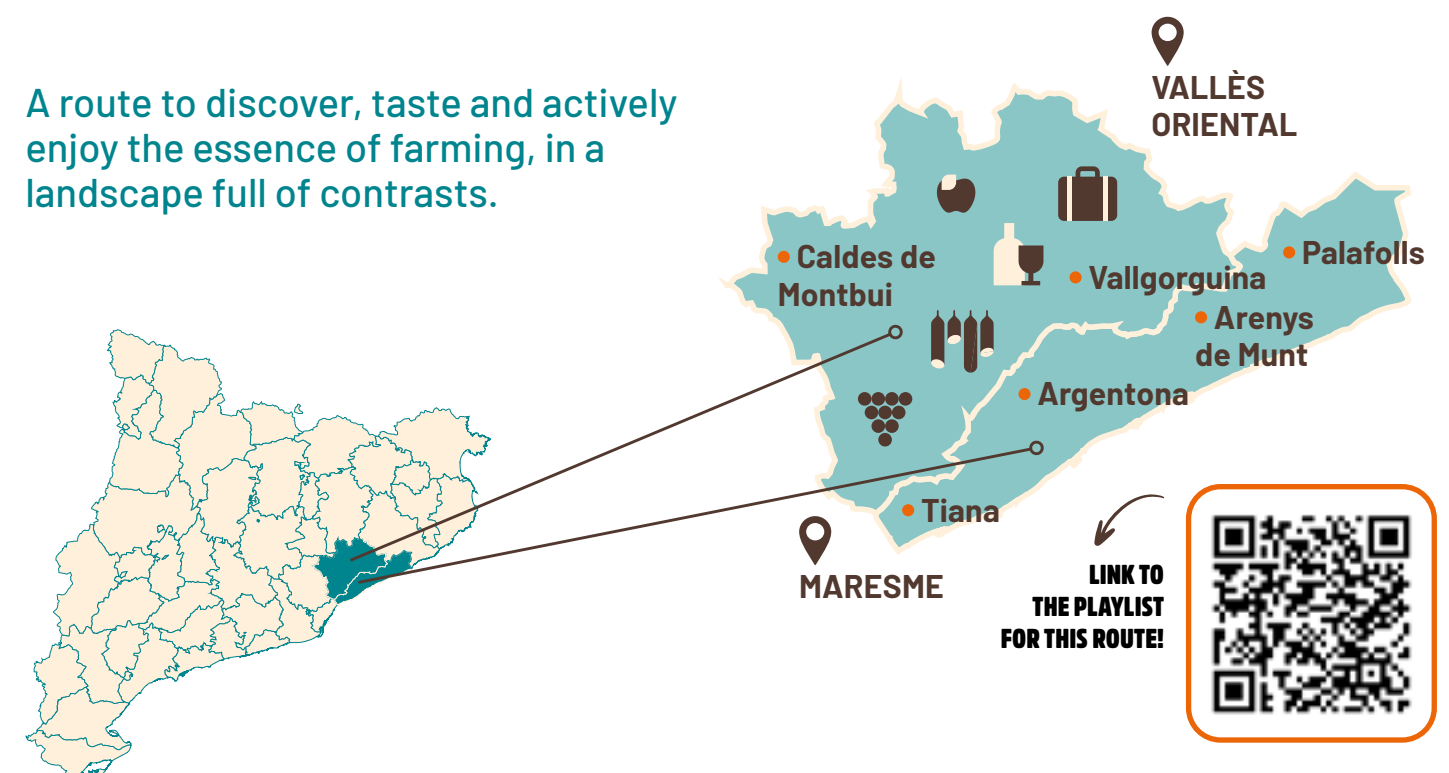 A route to discover, taste and actively
enjoy the essence of farming, in a
landscape full of contrasts.
VALLÈS
ORIENTAL
Caldes de
Montbui
Vallgorguina
Palafolls
Arenys
de Munt
Argentona
Tiana
MARESME
LINK TO
THE PLAYLIST
FOR THIS ROUTE!